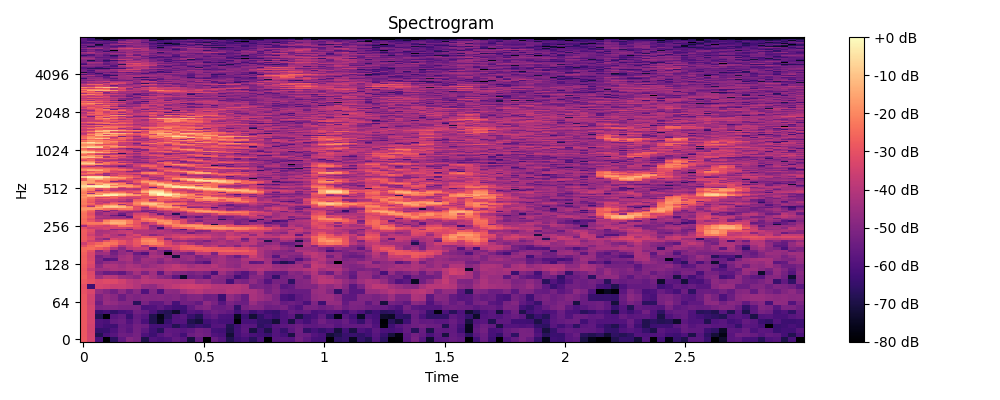 Spectrogram
Hz
4096
2048
1024
512
256
128
64
0
0
0.5
1
1.5
2
2.5
Time
+0 dB
-10 dB
-20 dB
-30 dB
-40 dB
-50 dB
-60 dB
-70 dB
-80 dB